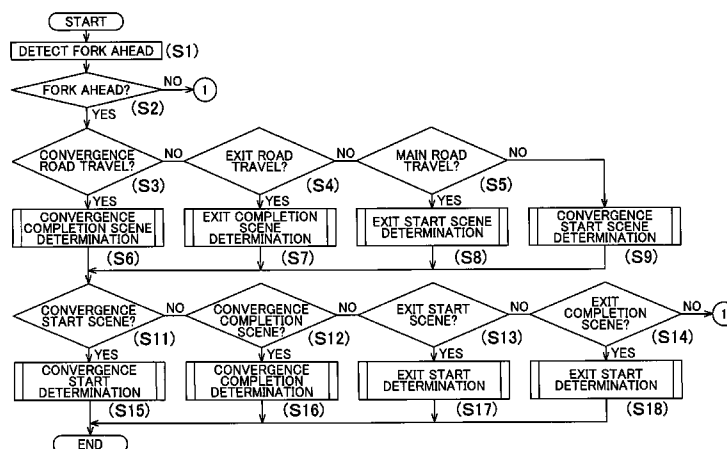 START
DETECT FORK AHEAD
(S1)
FORK AHEAD?
NO
1
(S2)
YES
CONVERGENCE
ROAD TRAVEL?
NO
(S3)
EXIT ROAD
TRAVEL?
NO
(S4)
MAIN ROAD
TRAVEL?
NO
(S5)
YES
YES
YES
CONVERGENCE
COMPLETION SCENE
DETERMINATION
(S6)
EXIT COMPLETION
SCENE
DETERMINATION
(S7)
EXIT START SCENE
DETERMINATION
(S8)
CONVERGENCE
START SCENE
DETERMINATION
(S9)
CONVERGENCE
START SCENE?
NO
(S11)
CONVERGENCE
COMPLETION
SCENE?
NO
(S12)
EXIT START
SCENE?
NO
(S13)
EXIT
COMPLETION
SCENE?
NO
1
(S14)
YES
YES
YES
YES
CONVERGENCE
START
DETERMINATION
(S15)
CONVERGENCE
COMPLETION
DETERMINATION
(S16)
EXIT START
DETERMINATION
(S17)
EXIT START
DETERMINATION
(S18)
END